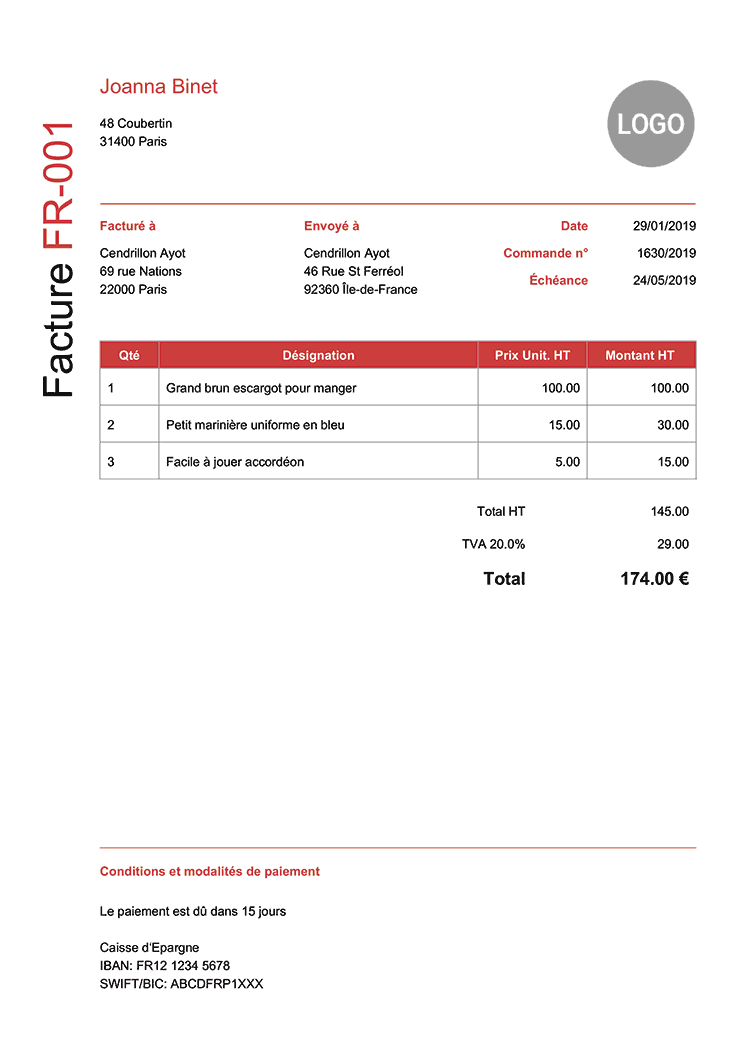 Facture FR-001
Joanna Binet
48 Coubertin
31400 Paris
LOGO
Facturé à
Cendrillon Ayot
69 rue Nations
22000 Paris
Envoyé à
Cendrillon Ayot
46 Rue St Ferréol
92360 Île-de-France
Date 29/01/2019
Commande n° 1630/2019
Échéance 24/05/2019
Qté Désignation Prix Unit. HT Montant HT
1 Grand brun escargot pour manger 100.00 100.00
2 Petit marinière uniforme en bleu 15.00 30.00
3 Facile à jouer accordéon 5.00 15.00
Total HT 145.00
TVA 20.0% 29.00
Total 174.00 €
Conditions et modalités de paiement
Le paiement est dû dans 15 jours
Caisse d'Epargne
IBAN: FR12 1234 5678
SWIFT/BIC: ABCDFRP1XXX